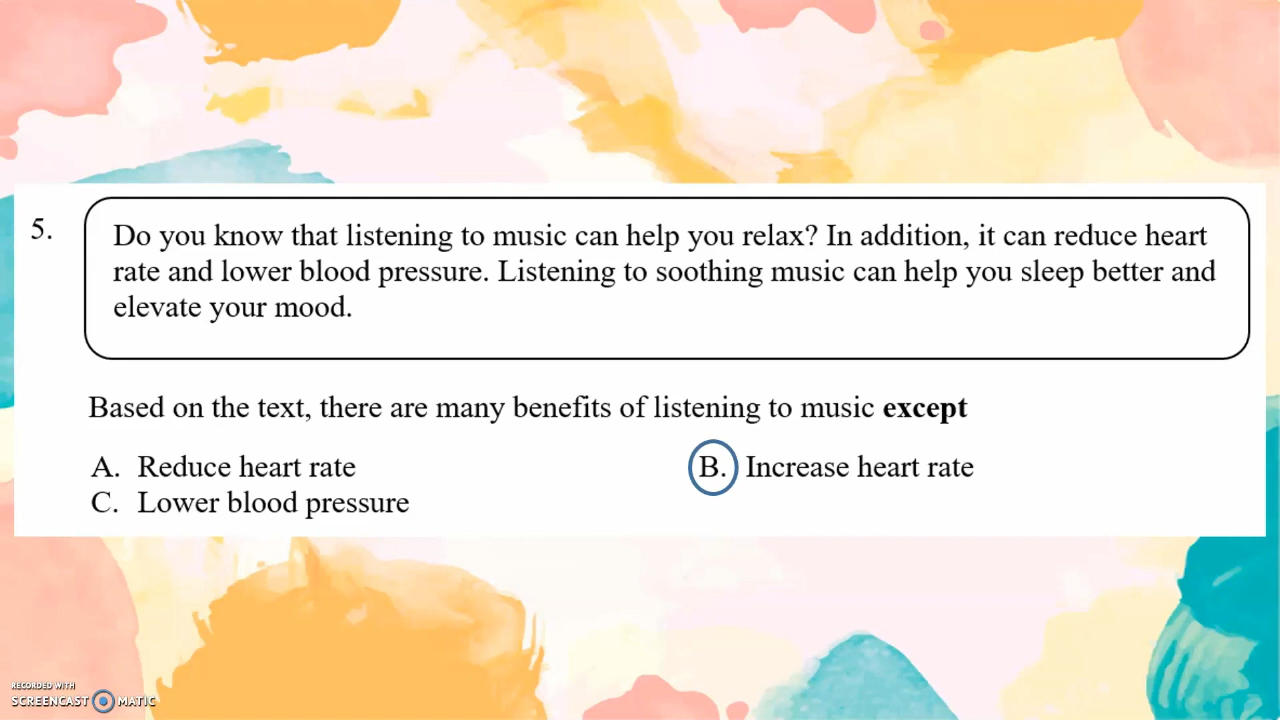 5.
Do you know that listening to music can help you relax? In addition, it can reduce heart
rate and lower blood pressure. Listening to soothing music can help you sleep better and
elevate your mood.
Based on the text, there are many benefits of listening to music except
A. Reduce heart rate
B. Increase heart rate
C. Lower blood pressure
RECORDED WITH
SCREENCAST MATIC